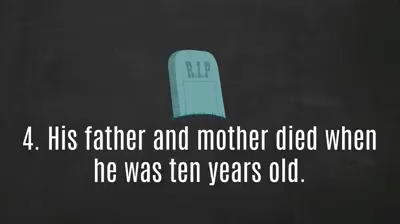 R.I.P
4. His father and mother died when
he was ten years old.